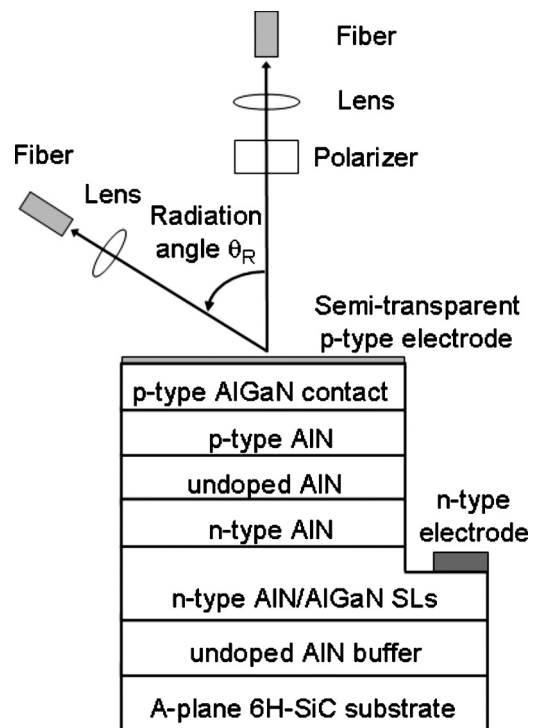 Fiber
Lens
Polarizer
Fiber
Lens
Radiation
angle θR
Semi-transparent
p-type electrode
p-type AlGaN contact
p-type AlN
undoped AlN
n-type AlN
n-type
electrode
n-type AlN/AlGaN SLs
undoped AlN buffer
A-plane 6H-SiC substrate